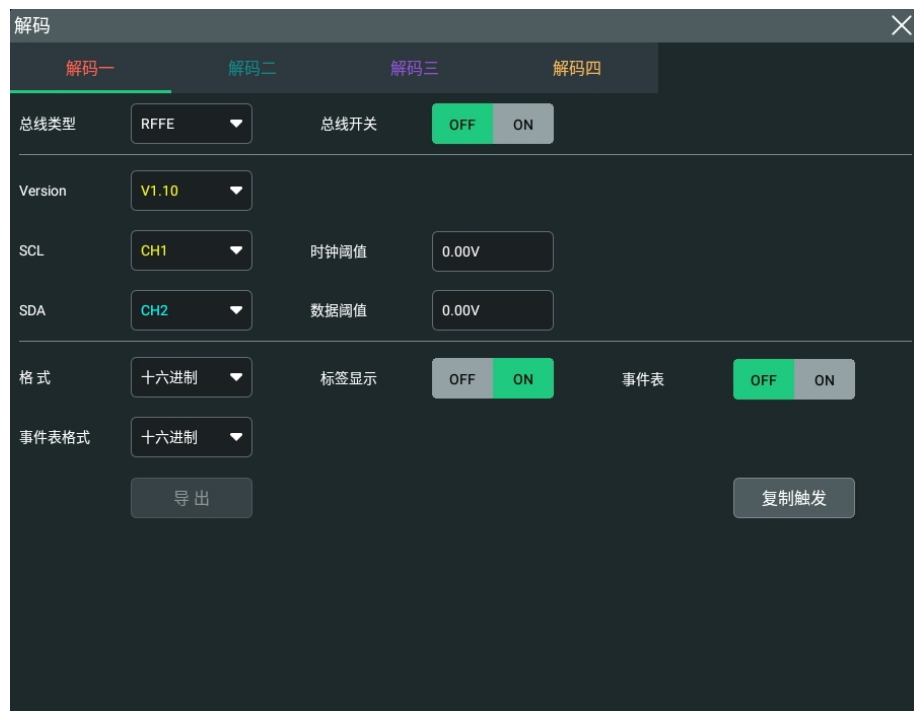 解码
解码一 解码二 解码三 解码四
总线类型 RFFE 总线开关 OFF ON
Version V1.10
SCL CH1 时钟阈值 0.00V
SDA CH2 数据阈值 0.00V
格式 十六进制 标签显示 OFF ON 事件表 OFF ON
事件表格式 十六进制
导出 复制触发